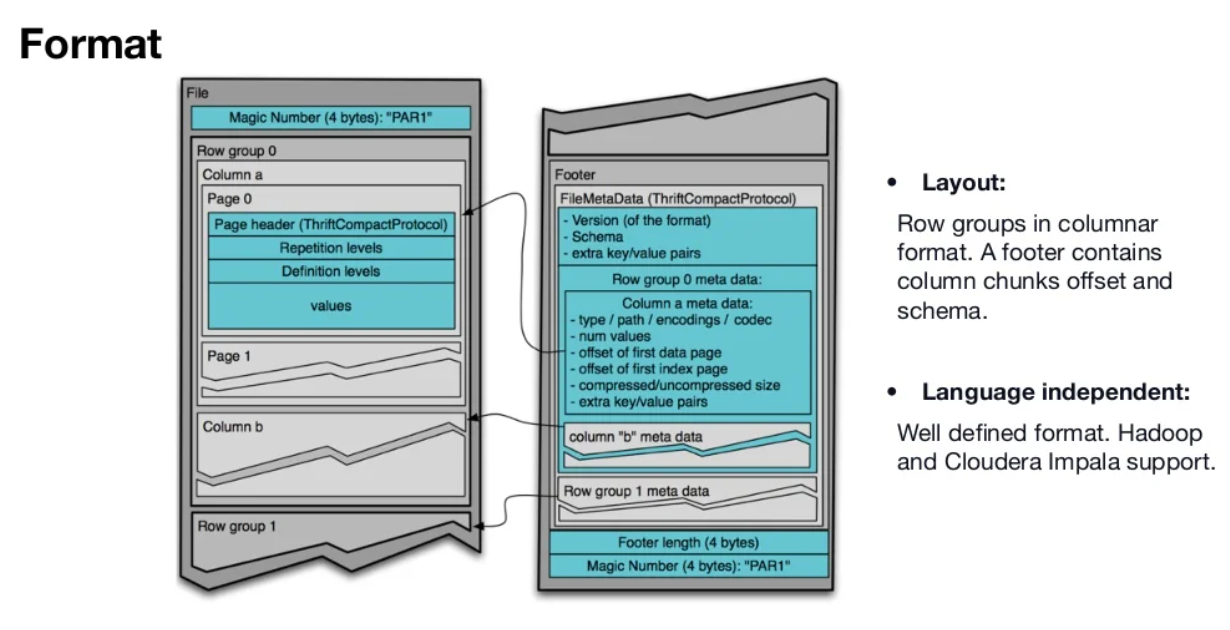 Format
File
Magic Number (4 bytes): "PAR1"
Row group 0
Column a
Page 0
Page header (ThriftCompactProtocol)
Repetition levels
Definition levels
values
Page 1
Column b
Row group 1
Footer
FileMetaData (ThriftCompactProtocol)
- Version (of the format)
- Schema
- extra key/value pairs
Row group 0 meta data:
Column a meta data:
- type / path / encodings / codec
- num values
- offset of first data page
- offset of first index page
- compressed/uncompressed size
- extra key/value pairs
column "b" meta data
Row group 1 meta data
Footer length (4 bytes)
Magic Number (4 bytes): "PAR1"
• Layout:
Row groups in columnar
format. A footer contains
column chunks offset and
schema.
• Language independent:
Well defined format. Hadoop
and Cloudera Impala support.